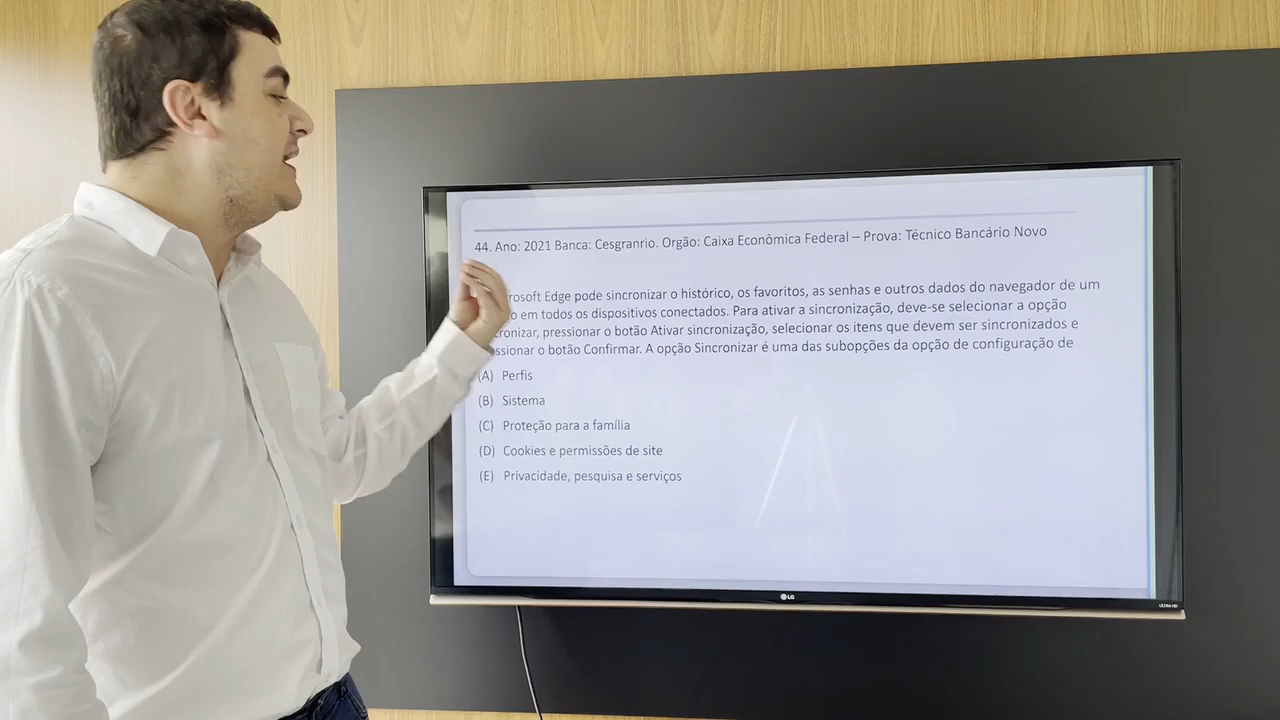 44. Ano: 2021 Banca: Cesgranrio. Orgão: Caixa Econômica Federal – Prova: Técnico Bancário Novo
Edge pode sincronizar o histórico, os favoritos, as senhas e outros dados do navegador de um
em todos os dispositivos conectados. Para ativar a sincronização, deve-se selecionar a opção
pressionar o botão Ativar sincronização, selecionar os itens que devem ser sincronizados e
o botão Confirmar. A opção Sincronizar é uma das subopções da opção de configuração de
(A) Perfis
(B) Sistema
(C) Proteção para a família
(D) Cookies e permissões de site
(E) Privacidade, pesquisa e serviços
LG
ULTRA HD